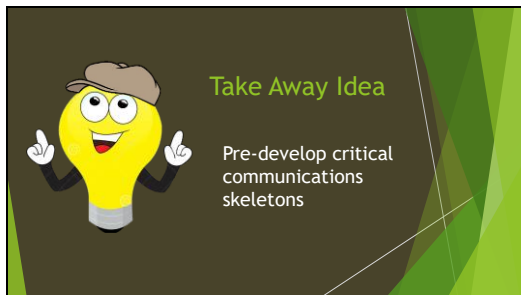 Take Away Idea
Pre-develop critical
communications
skeletons